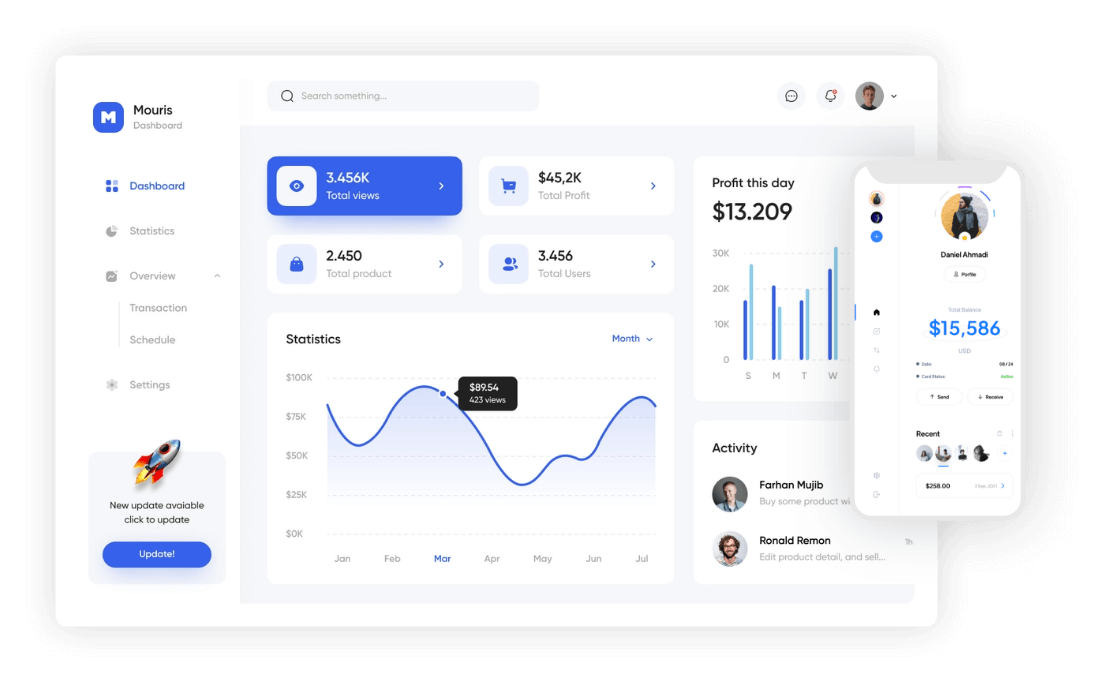 Mouris
Dashboard
Search something...
Dashboard
Statistics
Overview
Transaction
Schedule
Settings
New update avaiable
click to update
Update!
3.456K
Total views
$45,2K
Total Profit
2.450
Total product
3.456
Total Users
Statistics
Month
$100K
$75K
$50K
$25K
$0K
$89.54
423 views
Jan
Feb
Mar
Apr
May
Jun
Jul
Profit this day
$13.209
30K
20K
10K
0
S
M
T
W
Activity
Farhan Mujib
Buy some product wi
Ronald Remon
1h
Edit product detail, and sell...
Daniel Ahmadi
Profile
Total Balance
$15,586
USD
Date
08/24
Card Status
Active
Send
Receive
Recent
$258.00